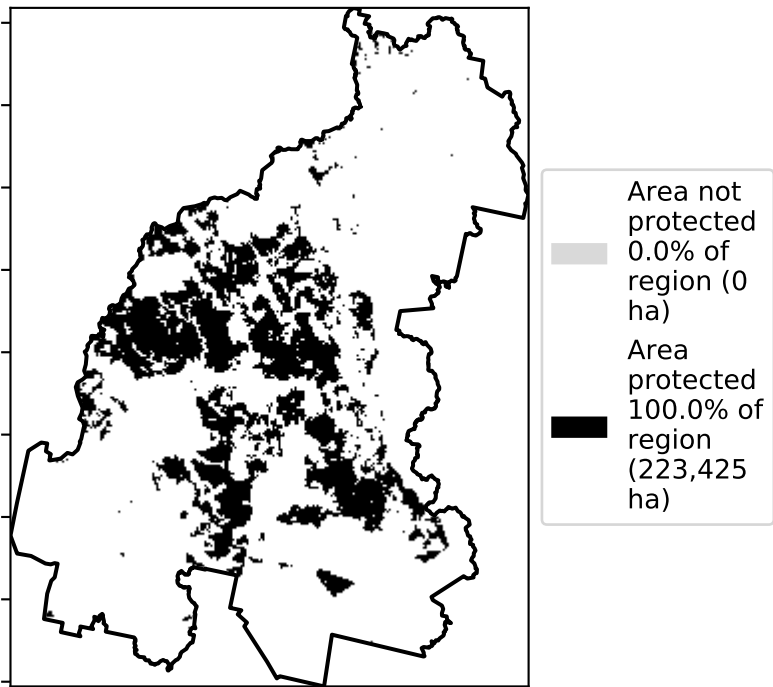 Area not
protected
0.0% of
region (0
ha)
Area
protected
100.0% of
region
(223,425
ha)